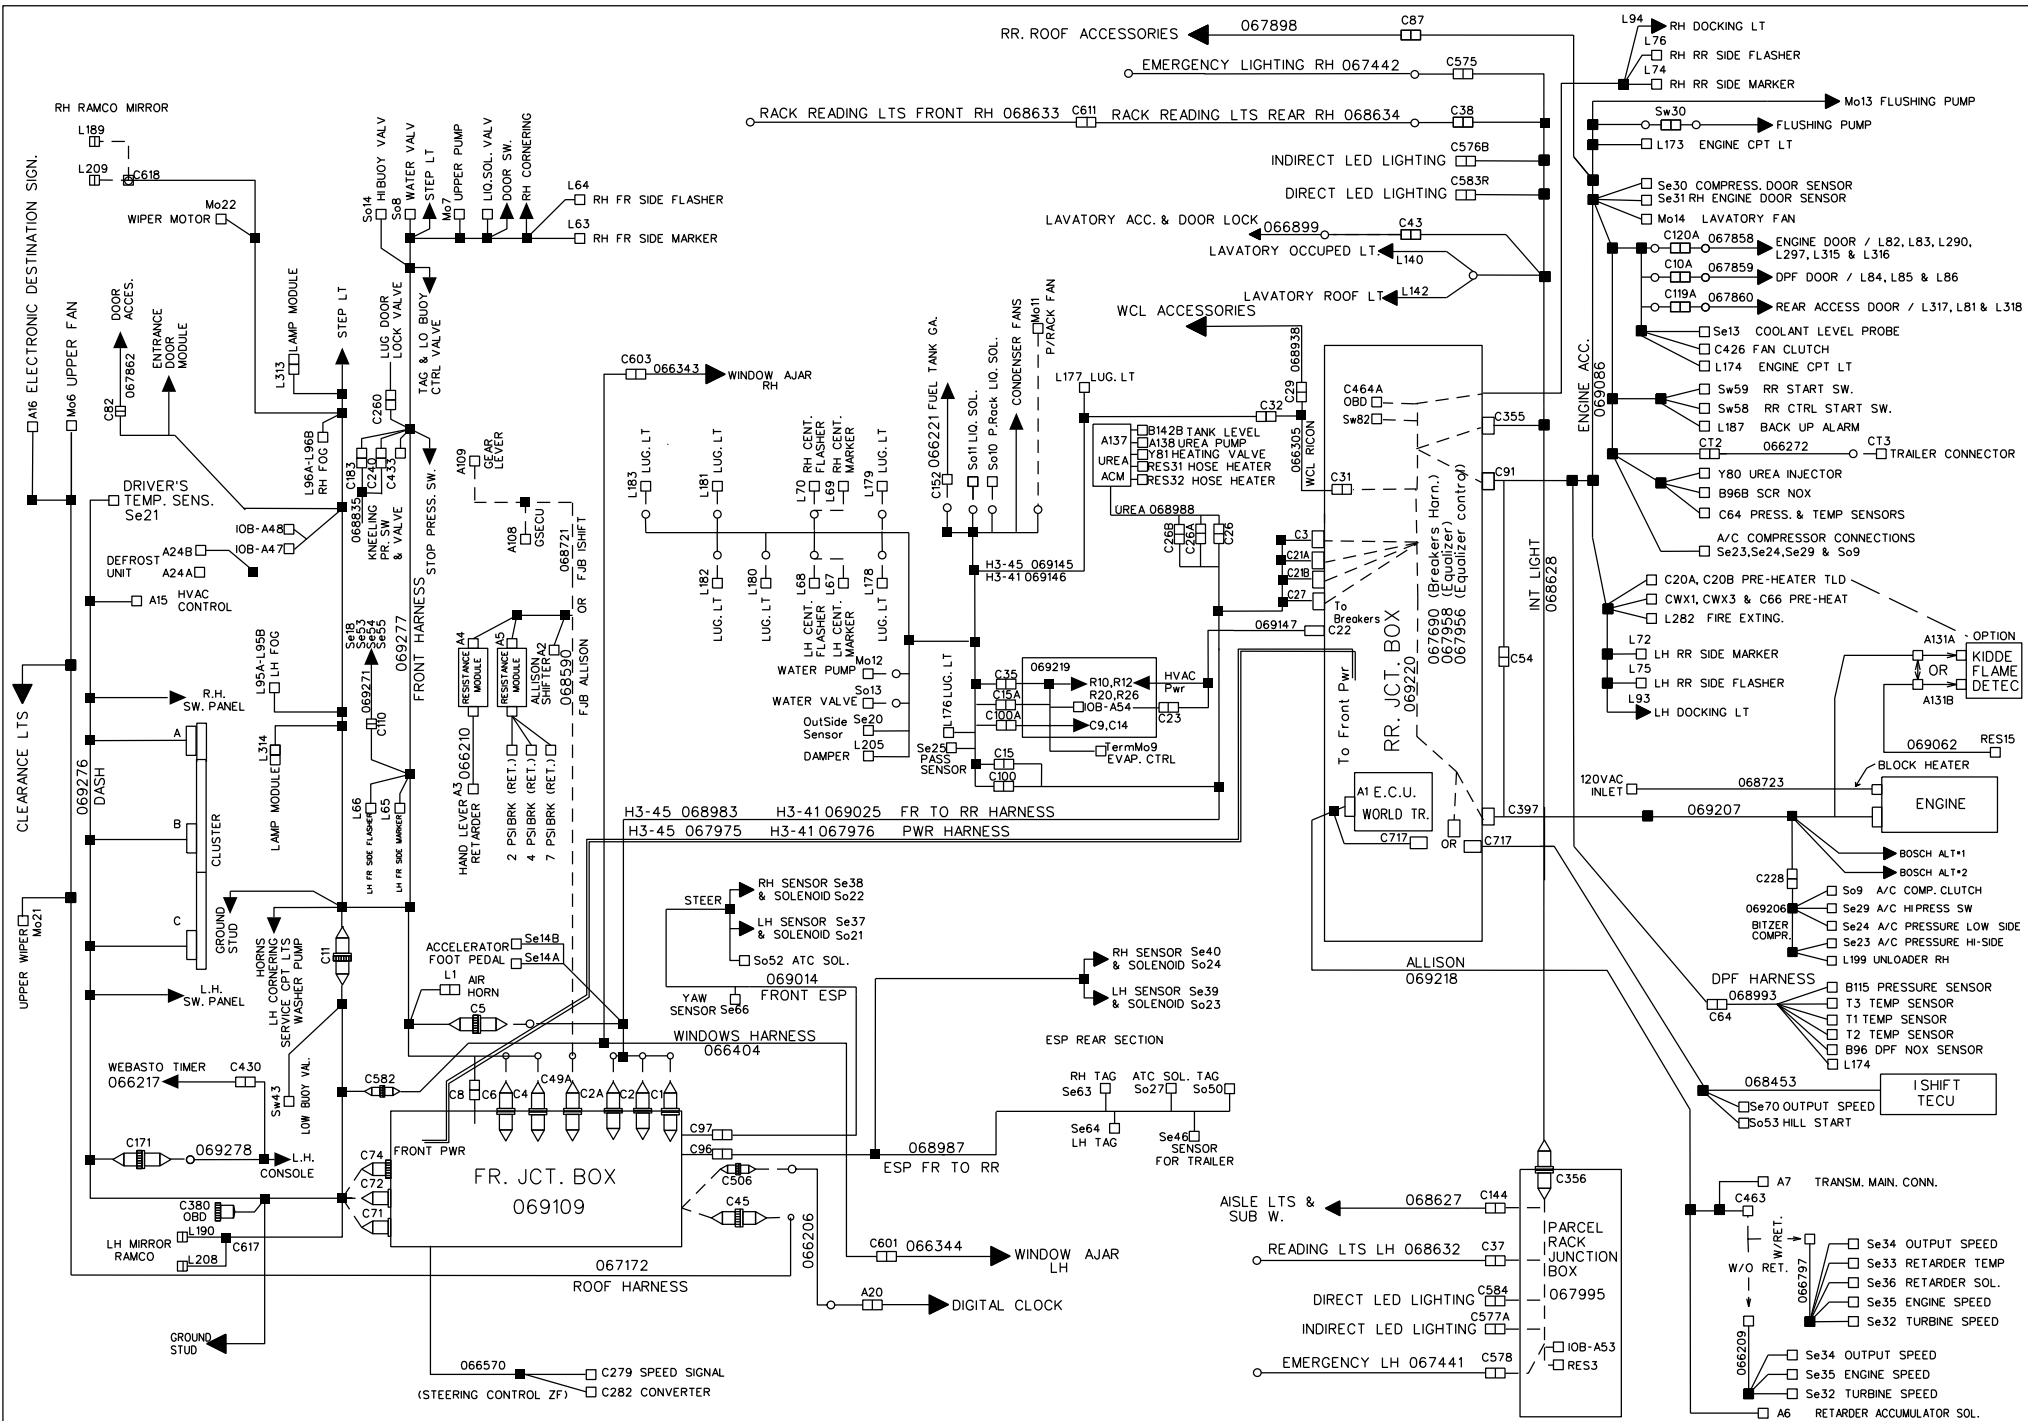 RR. ROOF ACCESSORIES
067898
C87
EMERGENCY LIGHTING RH 067442
C575
RACK READING LTS FRONT RH 068633
C611
RACK READING LTS REAR RH 068634
C38
INDIRECT LED LIGHTING
C576B
DIRECT LED LIGHTING
C583R
LAVATORY ACC. & DOOR LOCK
066899
C43
LAVATORY OCCUPED LT.
L140
LAVATORY ROOF LT.
L142
WCL ACCESSORIES
L94
RH DOCKING LT
L76
RH RR SIDE FLASHER
L74
RH RR SIDE MARKER
Mo13 FLUSHING PUMP
Sw30
FLUSHING PUMP
L173 ENGINE CPT LT
Se30 COMPRESS. DOOR SENSOR
Se31 RH ENGINE DOOR SENSOR
Mo14 LAVATORY FAN
C120A
067858
ENGINE DOOR / L82, L83, L290,
L297, L315 & L316
C10A
067859
DPF DOOR / L84, L85 & L86
C119A
067860
REAR ACCESS DOOR / L317, L81 & L318
Se13 COOLANT LEVEL PROBE
C426 FAN CLUTCH
L174 ENGINE CPT LT
Sw59 RR START SW.
Sw58 RR CTRL START SW.
L187 BACK UP ALARM
CT2
066272
CT3
TRAILER CONNECTOR
Y80 UREA INJECTOR
B96B SCR NOX
C64 PRESS. & TEMP SENSORS
A/C COMPRESSOR CONNECTIONS
Se23,Se24,Se29 & So9
C20A, C20B PRE-HEATER TLD
CWX1, CWX3 & C66 PRE-HEAT
L282 FIRE EXTING.
L72
LH RR SIDE MARKER
L75
LH RR SIDE FLASHER
L93
LH DOCKING LT
A131A
OPTION
KIDDE
FLAME
DETEC
OR
A131B
069062
RES15
BLOCK HEATER
120VAC
INLET
068723
ENGINE
069207
BOSCH ALT#1
BOSCH ALT#2
C228
So9 A/C COMP. CLUTCH
Se29 A/C HIPRESS SW
069206
BITZER
COMPR.
Se24 A/C PRESSURE LOW SIDE
Se23 A/C PRESSURE HI-SIDE
L199 UNLOADER RH
DPF HARNESS
068993
C64
B115 PRESSURE SENSOR
T3 TEMP SENSOR
T1 TEMP SENSOR
T2 TEMP SENSOR
B96 DPF NOX SENSOR
L174
068453
I SHIFT
TECU
Se70 OUTPUT SPEED
So53 HILL START
A7 TRANSM. MAIN. CONN.
C463
W/RET.
W/O RET.
066797
Se34 OUTPUT SPEED
Se33 RETARDER TEMP
Se36 RETARDER SOL.
Se35 ENGINE SPEED
Se32 TURBINE SPEED
066209
Se34 OUTPUT SPEED
Se35 ENGINE SPEED
Se32 TURBINE SPEED
A6 RETARDER ACCUMULATOR SOL.
ENGINE ACC.
069086
INT LIGHT
068628
ALLISON
069218
RH RAMCO MIRROR
L189
L209
C618
Mo22
WIPER MOTOR
A16 ELECTRONIC DESTINATION SIGN.
Mo6 UPPER FAN
DOOR
ACCES.
067862
C82
ENTRANCE
DOOR
MODULE
LAMP MODULE
L313
STEP LT
LUG DOOR
LOCK VALVE
C260
So14 HIBUOY VALV
So8 WATER VALV
STEP LT
Mo7 UPPER PUMP
LIQ.SOL. VALV
DOOR SW.
RH CORNERING
L64
RH FR SIDE FLASHER
L63
RH FR SIDE MARKER
TAG & LO BUOY
CTRL VALVE
L96A-L96B
RH FOG
C183
C240
C433
068835
KNEELING
PR. SW
& VALVE
STOP PRESS. SW.
DRIVER'S
TEMP. SENS.
Se21
IOB-A48
IOB-A47
DEFROST
UNIT
A24B
A24A
A15
HVAC
CONTROL
L95A-L95B
LH FOG
Se18
Se53
Se54
Se55
069271
C110
069277
FRONT HARNESS
A109
GEAR
LEVER
A108
GSECU
068721
FJB ISHIFT
OR
068590
FJB ALLISON
A4
RESISTANCE
MODULE
A5
RESISTANCE
MODULE
ALLISON
SHIFTER A2
066210
A3
HAND LEVER
RETARDER
2 PSIBRK (RET.)
4 PSIBRK (RET.)
7 PSIBRK (RET.)
CLEARANCE LTS
069276
DASH
R.H.
SW. PANEL
A
B
C
CLUSTER
LAMP MODULE
L314
L66
LH FR SIDE FLASHER
L65
LH FR SIDE MARKER
UPPER WIPER
Mo21
GROUND
STUD
HORNS
LH CORNERING
SERVICE CPT LTS
WASHER PUMP
C11
L.H.
SW. PANEL
Sw43
LOW BUOY VAL.
WEBASTO TIMER
066217
C430
C582
C171
069278
L.H.
CONSOLE
C380
OBD
L190
LH MIRROR
RAMCO
L208
C617
GROUND
STUD
ACCELERATOR
FOOT PEDAL
Se14B
Se14A
L1
AIR
HORN
C5
C8
C6
C4
C49A
C2A
C2
C1
FRONT PWR
FR. JCT. BOX
069109
C74
C72
C71
C97
C96
C506
C45
067172
ROOF HARNESS
066206
066570
(STEERING CONTROL ZF)
C279 SPEED SIGNAL
C282 CONVERTER
C601
066344
WINDOW AJAR
LH
A20
DIGITAL CLOCK
C603
066343
WINDOW AJAR
RH
L183
LUG. LT
L181
LUG. LT
L70
RH CENT.
FLASHER
L69
RH CENT.
MARKER
L179
LUG. LT
L182
LUG. LT
L180
LUG. LT
L68
LH CENT.
FLASHER
L67
LH CENT.
MARKER
L178
LUG. LT
C152
066221 FUEL TANK GA.
So11 LIQ. SOL.
So10 P.Rack LIQ. SOL.
CONDENSER FANS
Mo11
P/RACK FAN
L177 LUG. LT
A137
UREA
ACM
B142B TANK LEVEL
A138 UREA PUMP
Y81 HEATING VALVE
RES31 HOSE HEATER
RES32 HOSE HEATER
UREA 068988
C26B
C26A
C26
C32
C29
068938
066305
WCL RICON
C31
H3-45 069145
H3-41 069146
C464A
OBD
Sw82
C355
C91
C3
C21A
C21B
C27
To
Breakers
069147
C22
067690 (Breakers Harn.)
067958 (Equalizer)
067956 (Equalizer control)
RR. JCT. BOX
069220
To Front Pwr
C54
A1 E.C.U.
WORLD TR.
C717
OR
C717
C397
Mo12
WATER PUMP
So13
WATER VALVE
OutSide
Sensor
Se20
L205
DAMPER
L176 LUG. LT
Se25
PASS
SENSOR
C35
C15A
C100A
C15
C100
069219
R10,R12
R20,R26
IOB-A54
C9,C14
HVAC
Pwr
C23
TermMo9
EVAP. CTRL
H3-45 068983 H3-41 069025 FR TO RR HARNESS
H3-45 067975 H3-41 067976 PWR HARNESS
STEER
RH SENSOR Se38
& SOLENOID So22
LH SENSOR Se37
& SOLENOID So21
So52 ATC SOL.
069014
FRONT ESP
YAW
SENSOR Se66
WINDOWS HARNESS
066404
RH SENSOR Se40
& SOLENOID So24
LH SENSOR Se39
& SOLENOID So23
ESP REAR SECTION
RH TAG
Se63
ATC SOL. TAG
So27
So50
Se64
LH TAG
Se46
SENSOR
FOR TRAILER
068987
ESP FR TO RR
AISLE LTS &
SUB W.
068627
C144
C356
PARCEL
RACK
JUNCTION
BOX
067995
READING LTS LH 068632
C37
DIRECT LED LIGHTING
C584
INDIRECT LED LIGHTING
C577A
EMERGENCY LH 067441
C578
IOB-A53
RES3